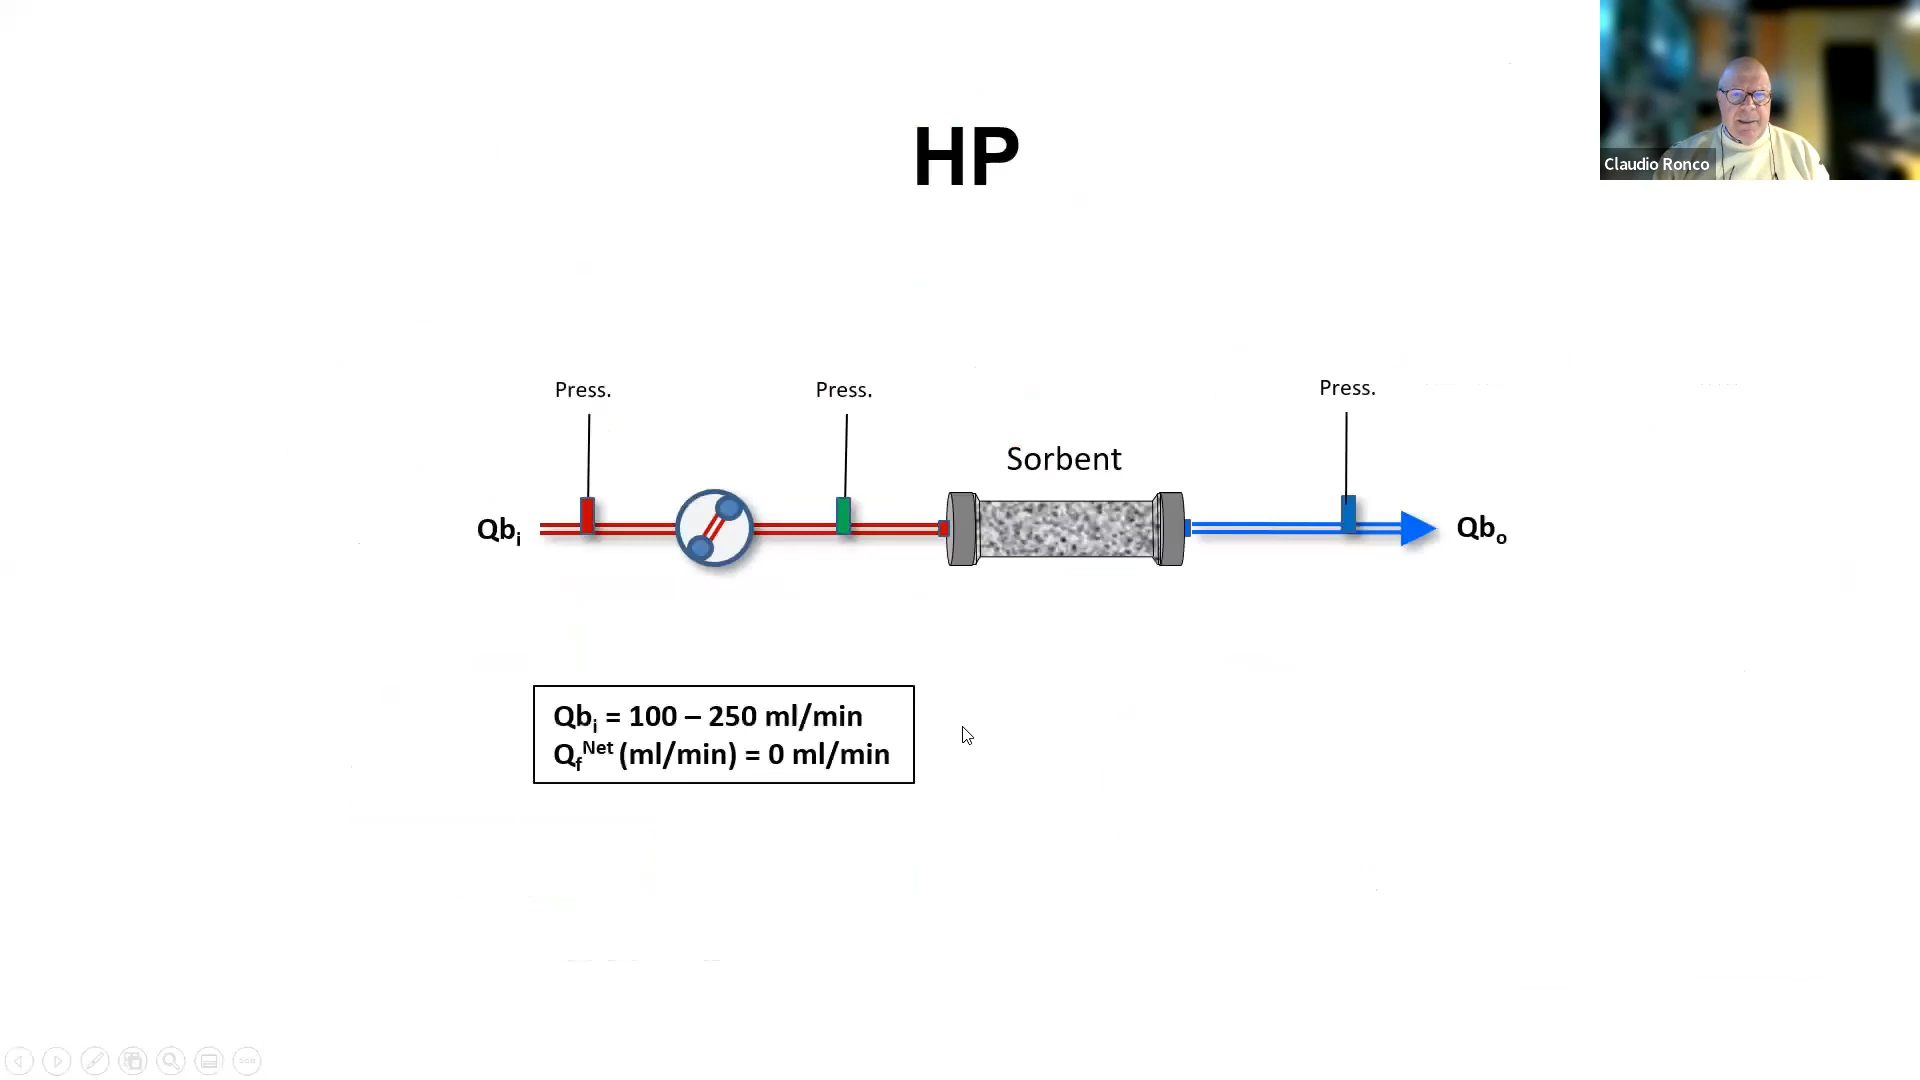 HP
Claudio Ronco
Press.
Press.
Press.
Sorbent
Qbi
Qbo
Qbi = 100 – 250 ml/min
QfNet (ml/min) = 0 ml/min